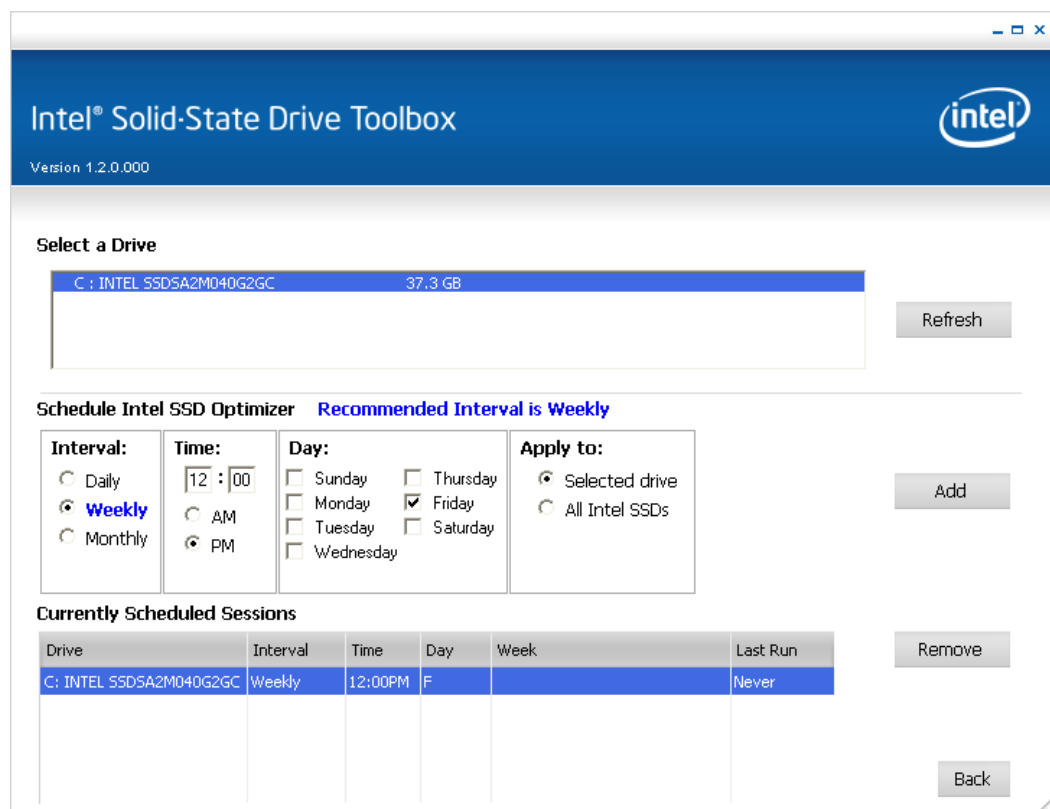 Intel® Solid-State Drive Toolbox
intel
Version 1.2.0.000
Select a Drive
C : INTEL SSDSA2M040G2GC 37.3 GB
Refresh
Schedule Intel SSD Optimizer Recommended Interval is Weekly
Interval:
Daily
Weekly
Monthly
Time:
12 : 00
AM
PM
Day:
Sunday
Monday
Tuesday
Wednesday
Thursday
Friday
Saturday
Apply to:
Selected drive
All Intel SSDs
Add
Currently Scheduled Sessions
Drive Interval Time Day Week Last Run
C: INTEL SSDSA2M040G2GC Weekly 12:00PM F Never
Remove
Back